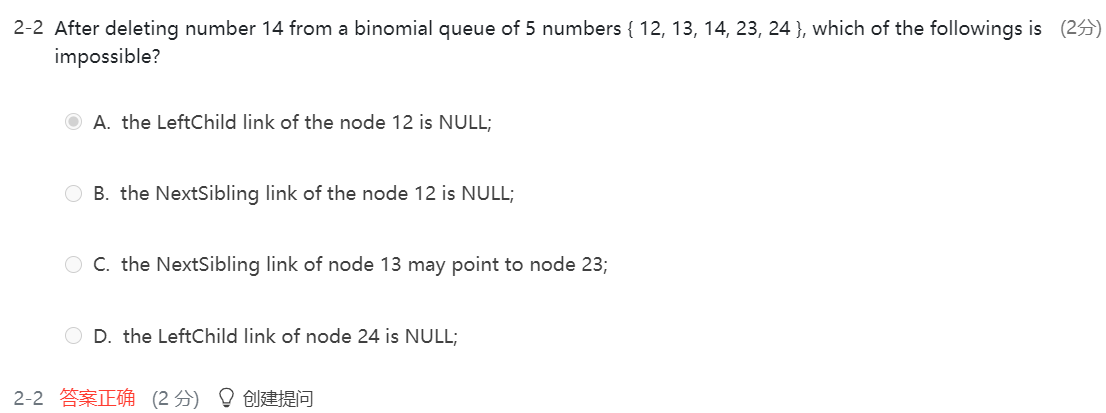 2-2 After deleting number 14 from a binomial queue of 5 numbers { 12, 13, 14, 23, 24 }, which of the followings is (2分)
impossible?
A. the LeftChild link of the node 12 is NULL;
B. the NextSibling link of the node 12 is NULL;
C. the NextSibling link of node 13 may point to node 23;
D. the LeftChild link of node 24 is NULL;
2-2 答案正确 (2 分) 创建提问